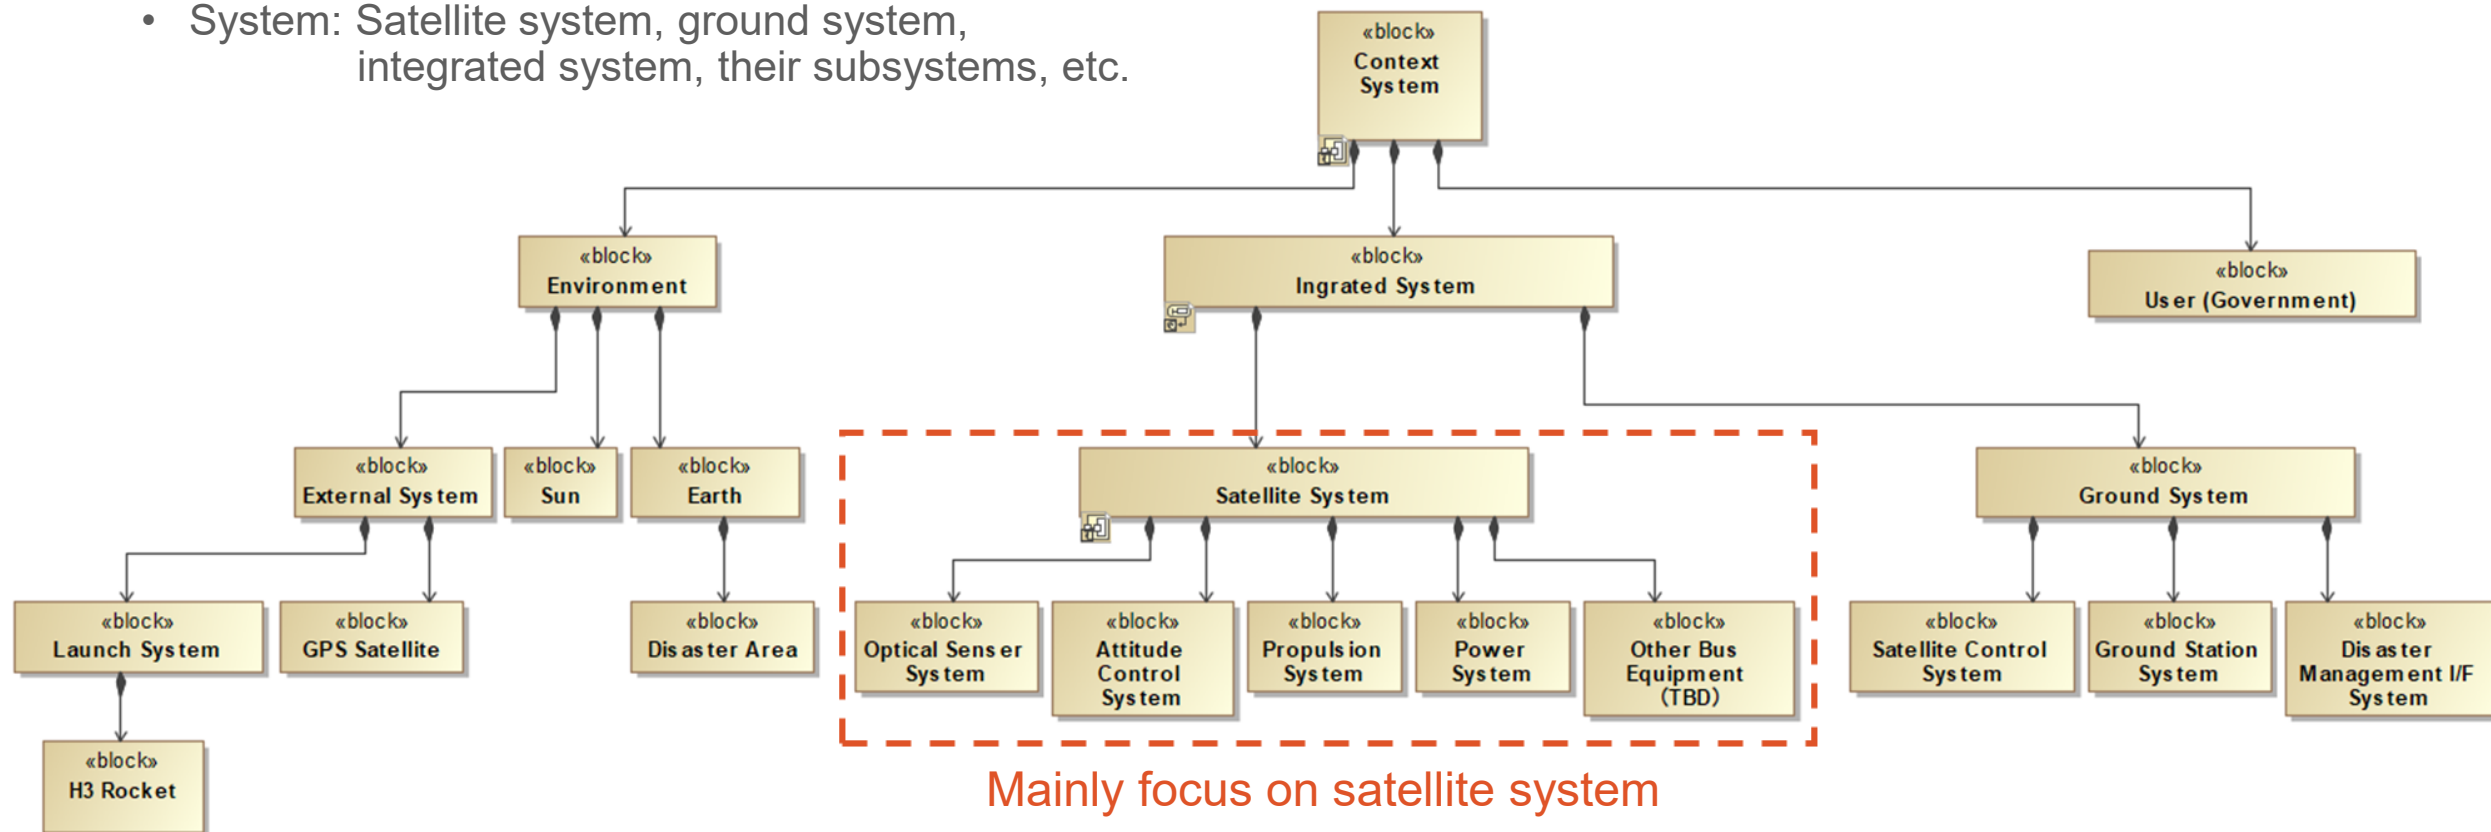 • System: Satellite system, ground system,
integrated system, their subsystems, etc.
«block»
Context
System
«block»
Environment
«block»
Ingrated System
«block»
User (Government)
«block»
External System
«block»
Sun
«block»
Earth
«block»
Satellite System
«block»
Ground System
«block»
Launch System
«block»
GPS Satellite
«block»
Disaster Area
«block»
Optical Senser
System
«block»
Attitude
Control
System
«block»
Propulsion
System
«block»
Power
System
«block»
Other Bus
Equipment
(TBD)
«block»
Satellite Control
System
«block»
Ground Station
System
«block»
Disaster
Management I/F
System
«block»
H3 Rocket
Mainly focus on satellite system